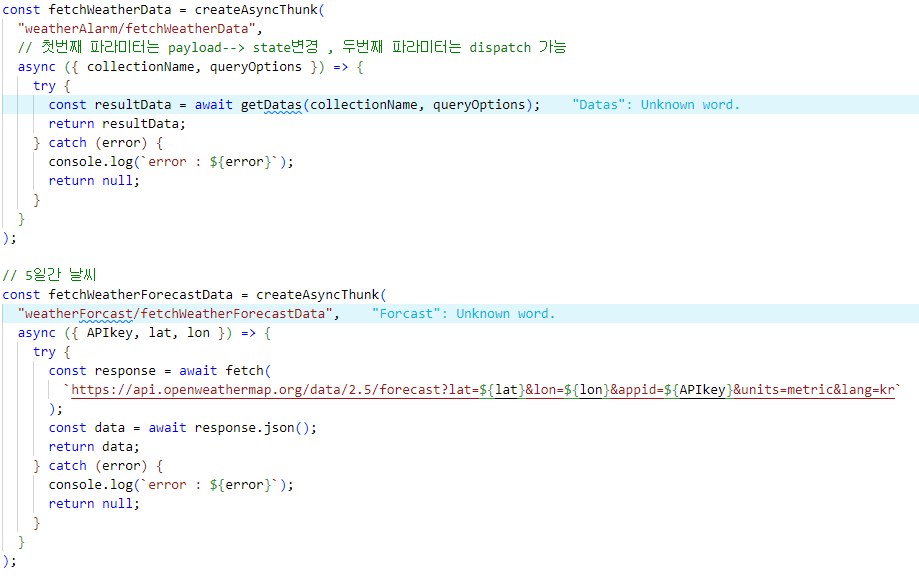 const fetchWeatherData = createAsyncThunk(
"weatherAlarm/fetchWeatherData",
// 첫번째 파라미터는 payload--> state변경 , 두번째 파라미터는 dispatch 가능
async ({ collectionName, queryOptions }) => {
try {
const resultData = await getDatas(collectionName, queryOptions); "Datas": Unknown word.
return resultData;
} catch (error) {
console.log(`error : ${error}`);
return null;
}
}
);
// 5일간 날씨
const fetchWeatherForecastData = createAsyncThunk(
"weatherForcast/fetchWeatherForecastData", "Forcast": Unknown word.
async ({ APIkey, lat, lon }) => {
try {
const response = await fetch(
`https://api.openweathermap.org/data/2.5/forecast?lat=${lat}&lon=${lon}&appid=${APIkey}&units=metric&lang=kr`
);
const data = await response.json();
return data;
} catch (error) {
console.log(`error : ${error}`);
return null;
}
}
);